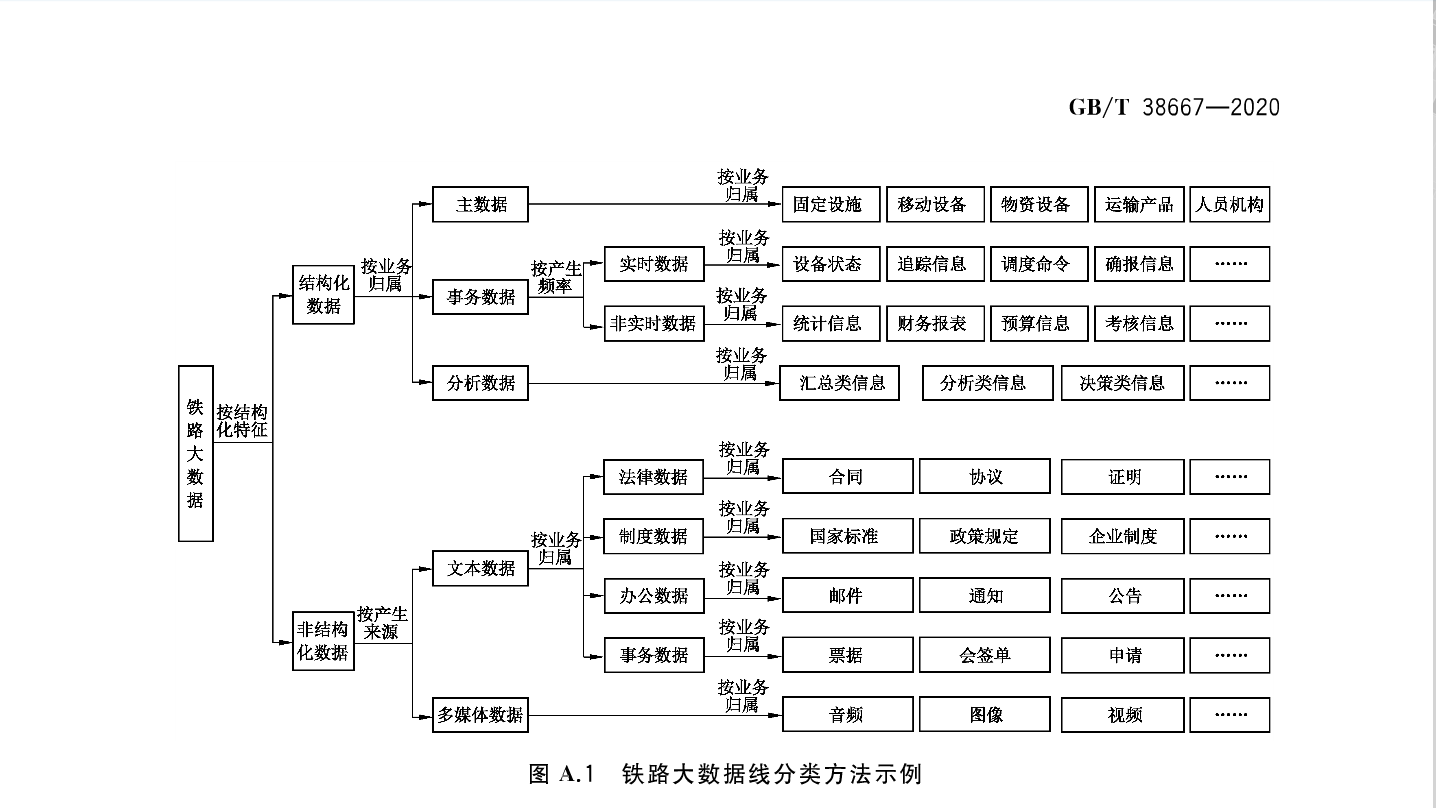 GB/T 38667—2020
按业务
归属
主数据
固定设施 移动设备 物资设备 运输产品 人员机构
按业务
归属
实时数据
设备状态 追踪信息 调度命令 确报信息 ……
结构化
数据
按业务
归属
事务数据
按产生
频率
按业务
归属
非实时数据
统计信息 财务报表 预算信息 考核信息 ……
按业务
归属
分析数据
汇总类信息 分析类信息 决策类信息 ……
铁
路
大
数
据
按结构
化特征
按业务
归属
法律数据
合同 协议 证明 ……
按业务
归属
制度数据
国家标准 政策规定 企业制度 ……
文本数据
按业务
归属
按业务
归属
办公数据
邮件 通知 公告 ……
非结构
化数据
按产生
来源
按业务
归属
事务数据
票据 会签单 申请 ……
按业务
归属
多媒体数据
音频 图像 视频 ……
图 A.1 铁路大数据线分类方法示例